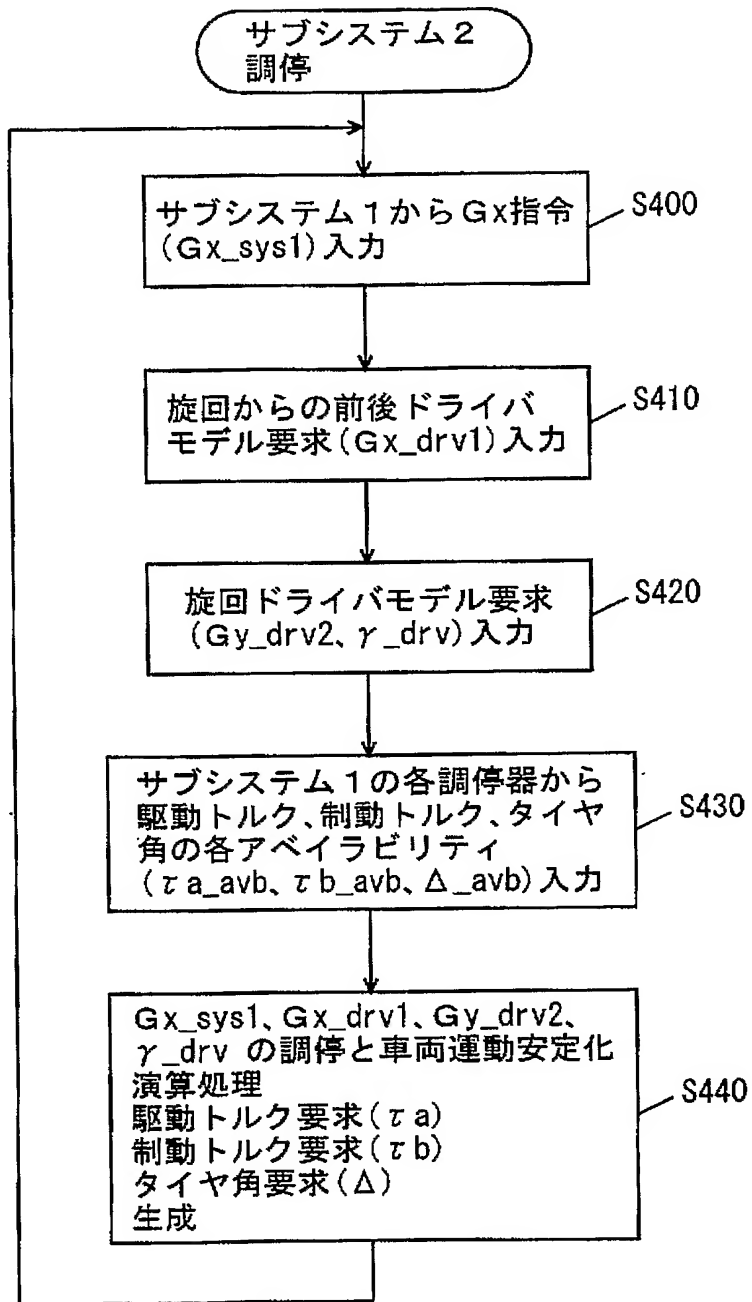 サブシステム２
調停
サブシステム１からＧx指令
(Ｇx_sys1)入力
S400
旋回からの前後ドライバ
モデル要求(Ｇx_drv1)入力
S410
旋回ドライバモデル要求
(Ｇy_drv2、γ_drv)入力
S420
サブシステム１の各調停器から
駆動トルク、制動トルク、タイヤ
角の各アベイラビリティ
(τa_avb、τb_avb、Δ_avb)入力
S430
Ｇx_sys1、Ｇx_drv1、Ｇy_drv2、
γ_drv の調停と車両運動安定化
演算処理
駆動トルク要求(τa)
制動トルク要求(τb)
タイヤ角要求(Δ)
生成
S440